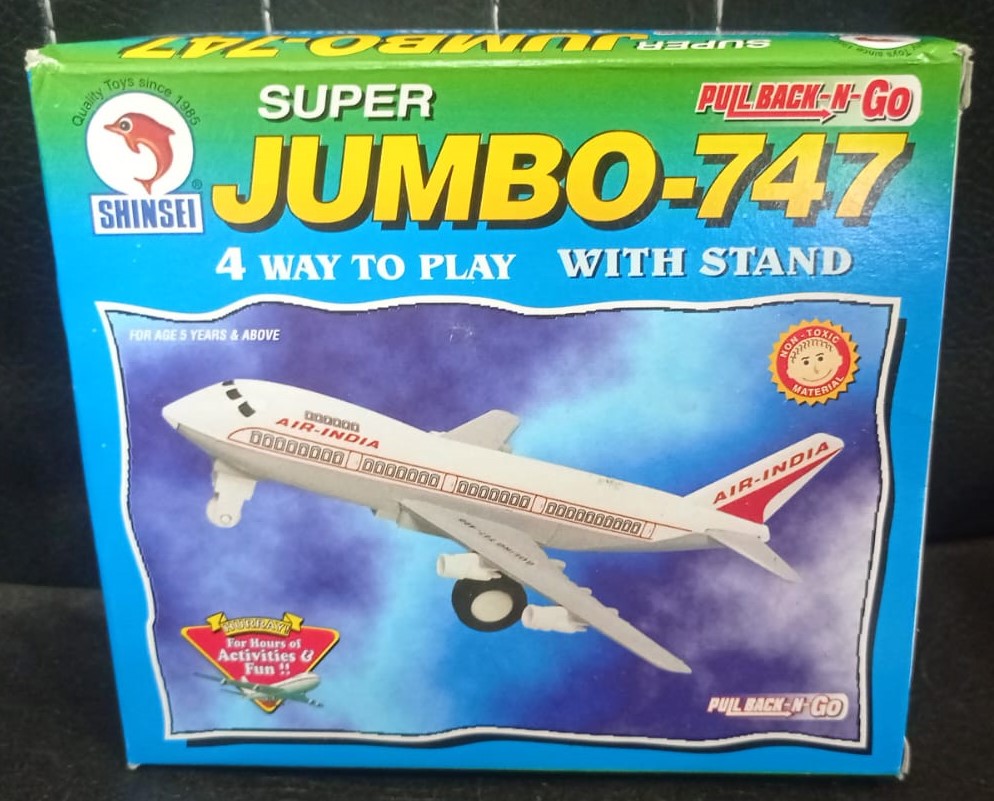 SUPER JUMBO-747
Quality Toys since 1985
SHINSEI
®
SUPER
PULL BACK-N-GO
JUMBO-747
4 WAY TO PLAY WITH STAND
FOR AGE 5 YEARS & ABOVE
NON-TOXIC
MATERIAL
AIR-INDIA
AIR-INDIA
HURRAY!
For Hours of
Activities &
Fun !!
PULL BACK-N-GO